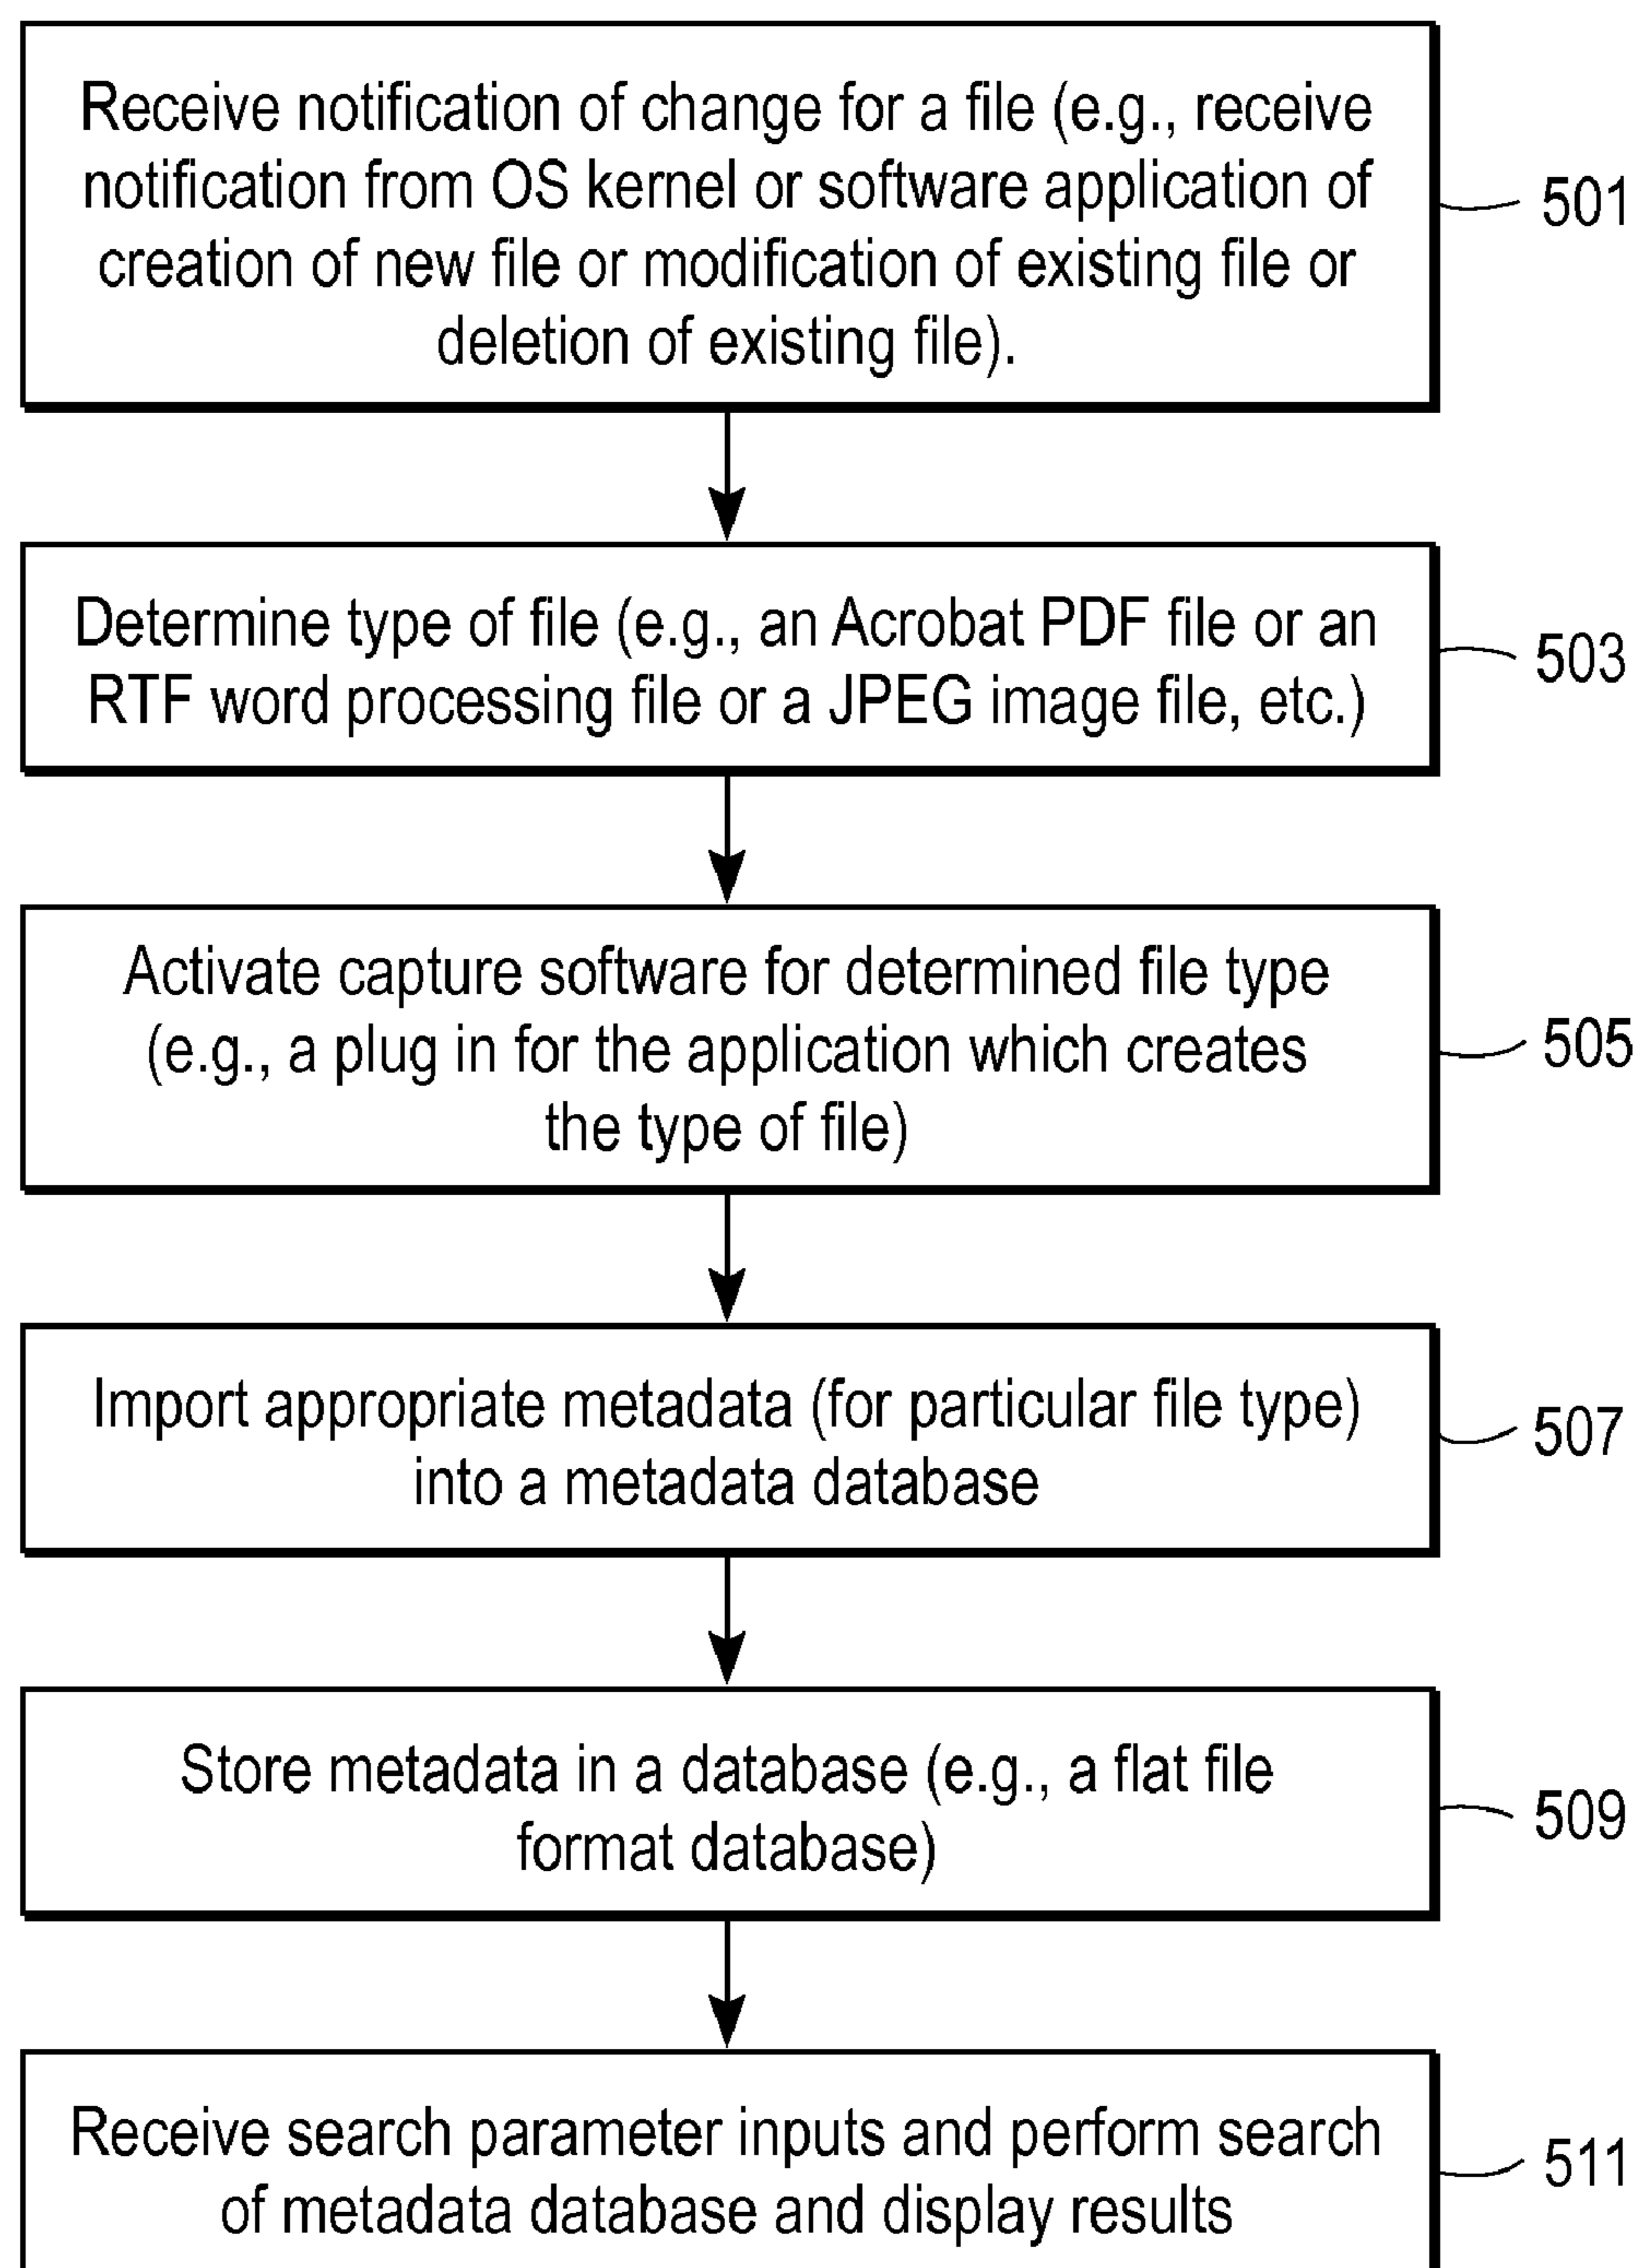 Receive notification of change for a file (e.g., receive
notification from OS kernel or software application of
creation of new file or modification of existing file or
deletion of existing file).
501
Determine type of file (e.g., an Acrobat PDF file or an
RTF word processing file or a JPEG image file, etc.)
503
Activate capture software for determined file type
(e.g., a plug in for the application which creates
the type of file)
505
Import appropriate metadata (for particular file type)
into a metadata database
507
Store metadata in a database (e.g., a flat file
format database)
509
Receive search parameter inputs and perform search
of metadata database and display results
511